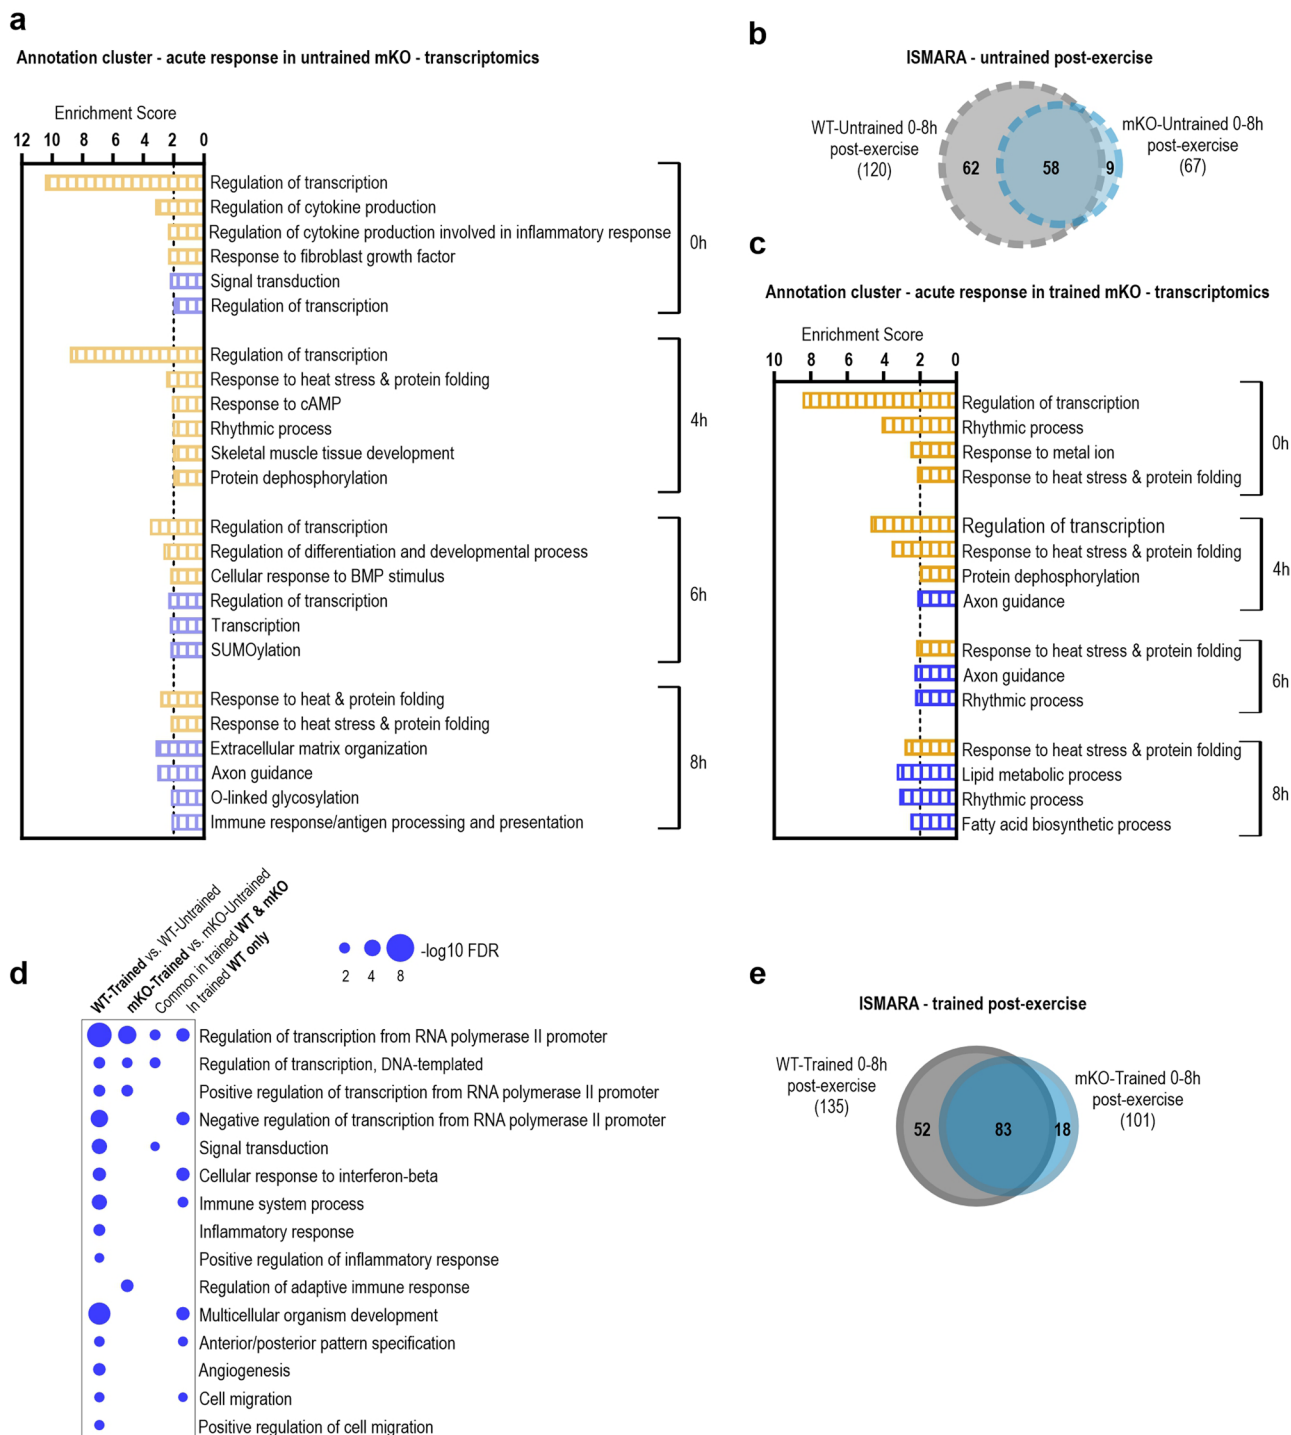 a
Annotation cluster - acute response in untrained mKO - transcriptomics
Enrichment Score
12 10 8 6 4 2 0
Regulation of transcription
Regulation of cytokine production
Regulation of cytokine production involved in inflammatory response
Response to fibroblast growth factor
Signal transduction
Regulation of transcription
0h
Regulation of transcription
Response to heat stress & protein folding
Response to cAMP
Rhythmic process
Skeletal muscle tissue development
Protein dephosphorylation
4h
Regulation of transcription
Regulation of differentiation and developmental process
Cellular response to BMP stimulus
Regulation of transcription
Transcription
SUMOylation
6h
Response to heat & protein folding
Response to heat stress & protein folding
Extracellular matrix organization
Axon guidance
O-linked glycosylation
Immune response/antigen processing and presentation
8h
b
ISMARA - untrained post-exercise
WT-Untrained 0-8h
post-exercise
(120)
62
58
9
mKO-Untrained 0-8h
post-exercise
(67)
c
Annotation cluster - acute response in trained mKO - transcriptomics
Enrichment Score
10 8 6 4 2 0
Regulation of transcription
Rhythmic process
Response to metal ion
Response to heat stress & protein folding
0h
Regulation of transcription
Response to heat stress & protein folding
Protein dephosphorylation
Axon guidance
4h
Response to heat stress & protein folding
Axon guidance
Rhythmic process
6h
Response to heat stress & protein folding
Lipid metabolic process
Rhythmic process
Fatty acid biosynthetic process
8h
d
WT-Trained vs. WT-Untrained
mKO-Trained vs. mKO-Untrained
Common in trained WT & mKO
In trained WT only
-log10 FDR
2 4 8
Regulation of transcription from RNA polymerase II promoter
Regulation of transcription, DNA-templated
Positive regulation of transcription from RNA polymerase II promoter
Negative regulation of transcription from RNA polymerase II promoter
Signal transduction
Cellular response to interferon-beta
Immune system process
Inflammatory response
Positive regulation of inflammatory response
Regulation of adaptive immune response
Multicellular organism development
Anterior/posterior pattern specification
Angiogenesis
Cell migration
Positive regulation of cell migration
e
ISMARA - trained post-exercise
WT-Trained 0-8h
post-exercise
(135)
52
83
18
mKO-Trained 0-8h
post-exercise
(101)